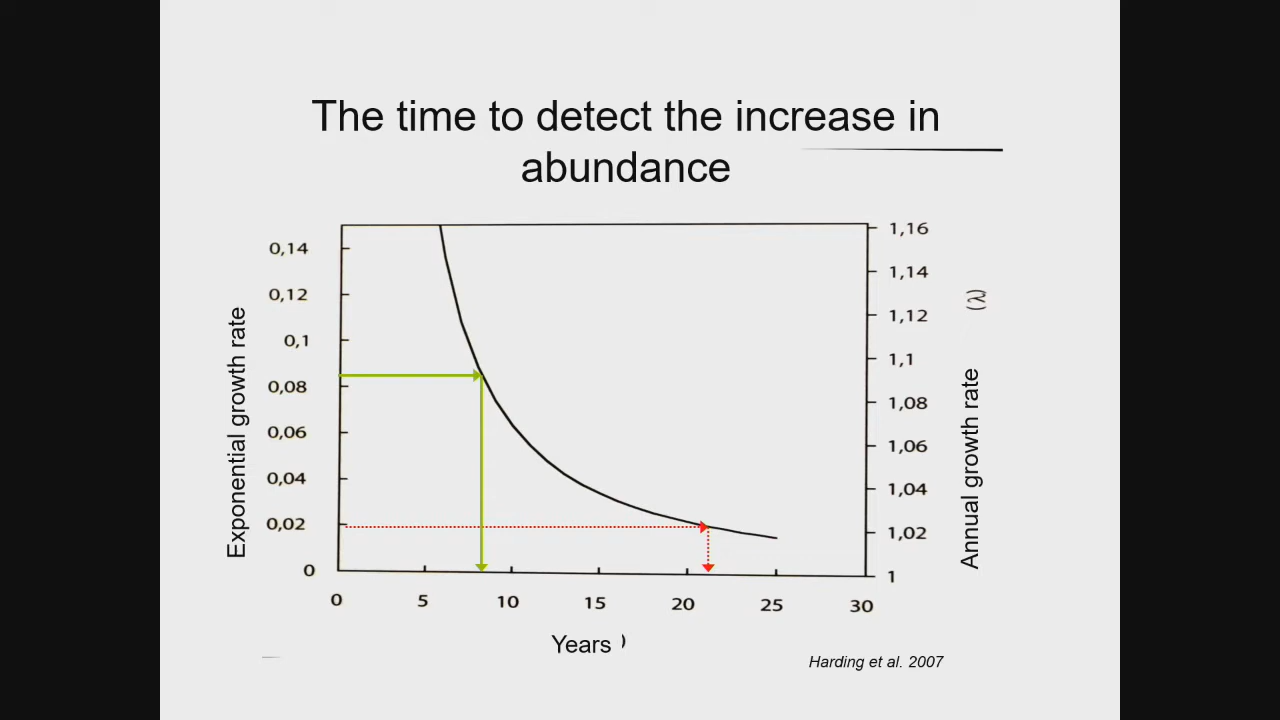 The time to detect the increase in
abundance
0,14
0,12
0,1
0,08
0,06
0,04
0,02
0
Exponential growth rate
1,16
1,14
1,12
1,1
1,08
1,06
1,04
1,02
1
Annual growth rate (λ)
0 5 10 15 20 25 30
Years )
Harding et al. 2007